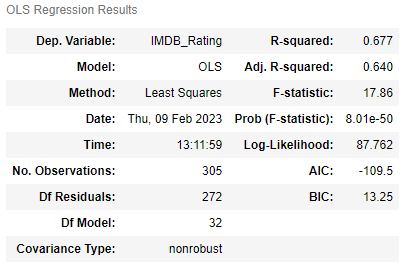 OLS Regression Results
Dep. Variable: IMDB_Rating R-squared: 0.677
Model: OLS Adj. R-squared: 0.640
Method: Least Squares F-statistic: 17.86
Date: Thu, 09 Feb 2023 Prob (F-statistic): 8.01e-50
Time: 13:11:59 Log-Likelihood: 87.762
No. Observations: 305 AIC: -109.5
Df Residuals: 272 BIC: 13.25
Df Model: 32
Covariance Type: nonrobust